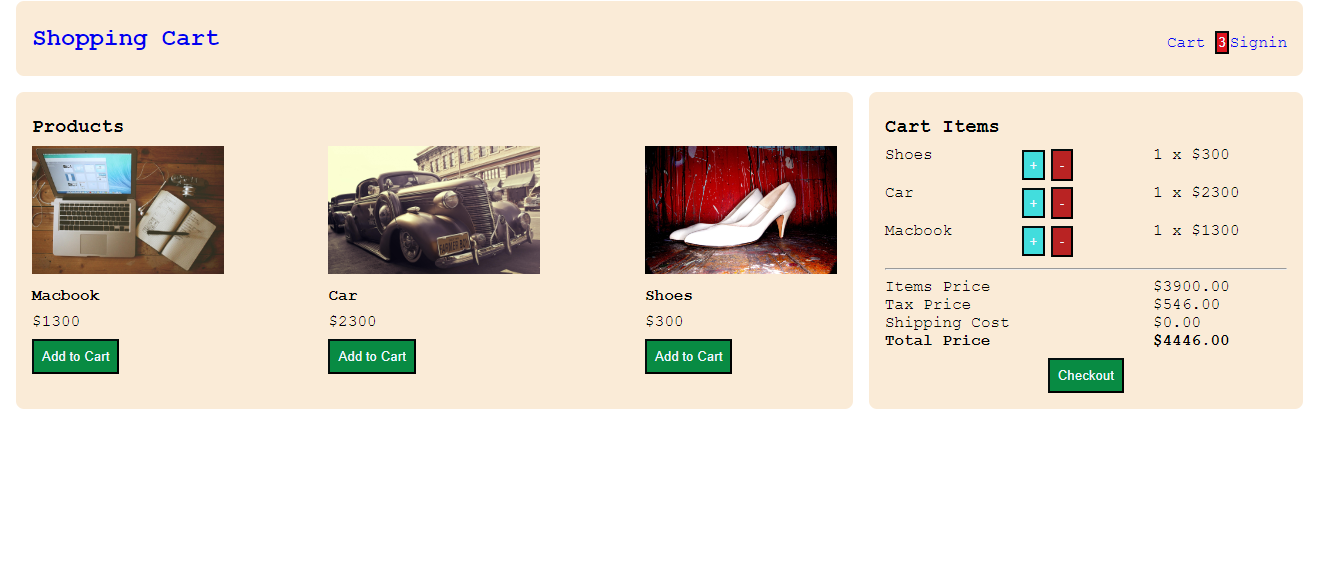 Shopping Cart
Cart 3 Signin
Products
Macbook
$1300
Add to Cart
Car
$2300
Add to Cart
Shoes
$300
Add to Cart
Cart Items
Shoes + - 1 x $300
Car + - 1 x $2300
Macbook + - 1 x $1300
Items Price $3900.00
Tax Price $546.00
Shipping Cost $0.00
Total Price $4446.00
Checkout